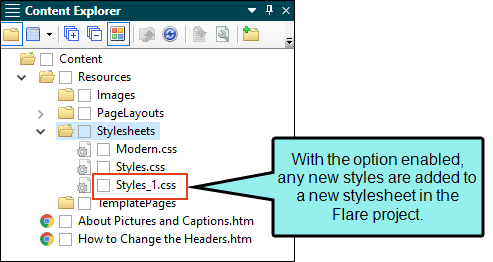 Content Explorer
Content
Resources
Images
PageLayouts
Stylesheets
Modern.css
Styles.css
Styles_1.css
TemplatePages
About Pictures and Captions.htm
How to Change the Headers.htm
With the option enabled,
any new styles are added to
a new stylesheet in the
Flare project.